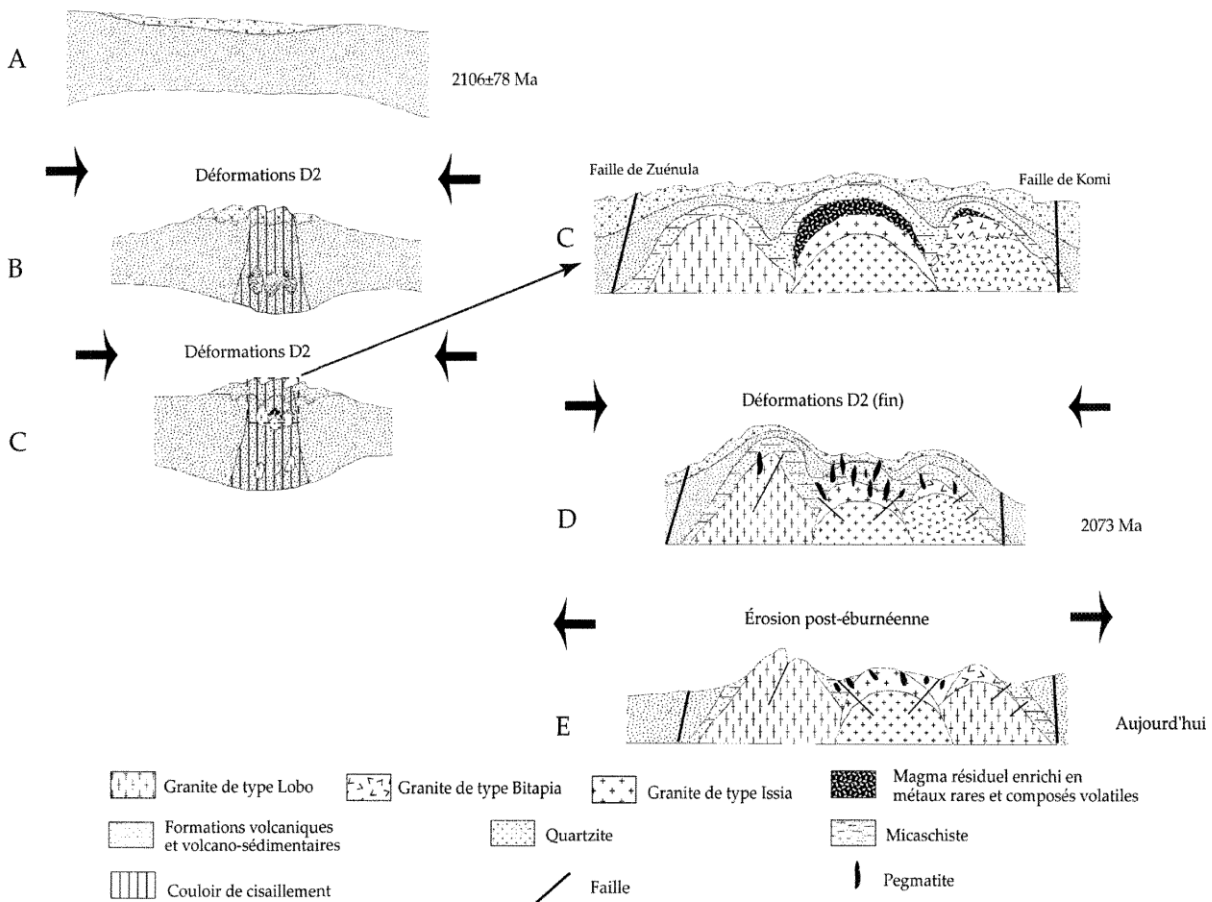 A
2106±78 Ma
Déformations D2
B
Déformations D2
C
Faille de Zuénula
Faille de Komi
C
Déformations D2 (fin)
D
2073 Ma
Érosion post-éburnéenne
E
Aujourd'hui
Granite de type Lobo
Granite de type Bitapia
Granite de type Issia
Magma résiduel enrichi en
métaux rares et composés volatiles
Formations volcaniques
et volcano-sédimentaires
Quartzite
Micaschiste
Couloir de cisaillement
Faille
Pegmatite